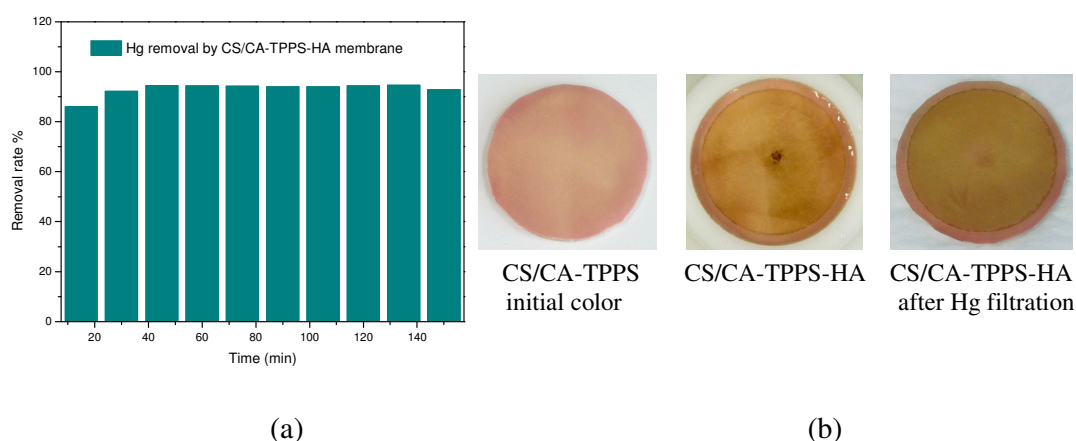 120
100
80
60
40
20
0
Removal rate %
Hg removal by CS/CA-TPPS-HA membrane
20 40 60 80 100 120 140
Time (min)
(a)
CS/CA-TPPS
initial color
CS/CA-TPPS-HA
CS/CA-TPPS-HA
after Hg filtration
(b)